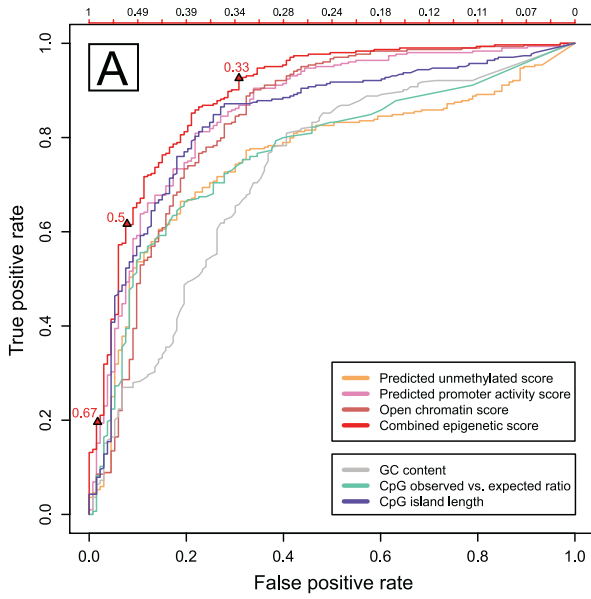 1 0.49 0.39 0.34 0.28 0.24 0.18 0.12 0.11 0.07 0
A
1.0
0.8
0.6
0.4
0.2
0.0
True positive rate
0.33
0.5
0.67
Predicted unmethylated score
Predicted promoter activity score
Open chromatin score
Combined epigenetic score
GC content
CpG observed vs. expected ratio
CpG island length
0.0 0.2 0.4 0.6 0.8 1.0
False positive rate